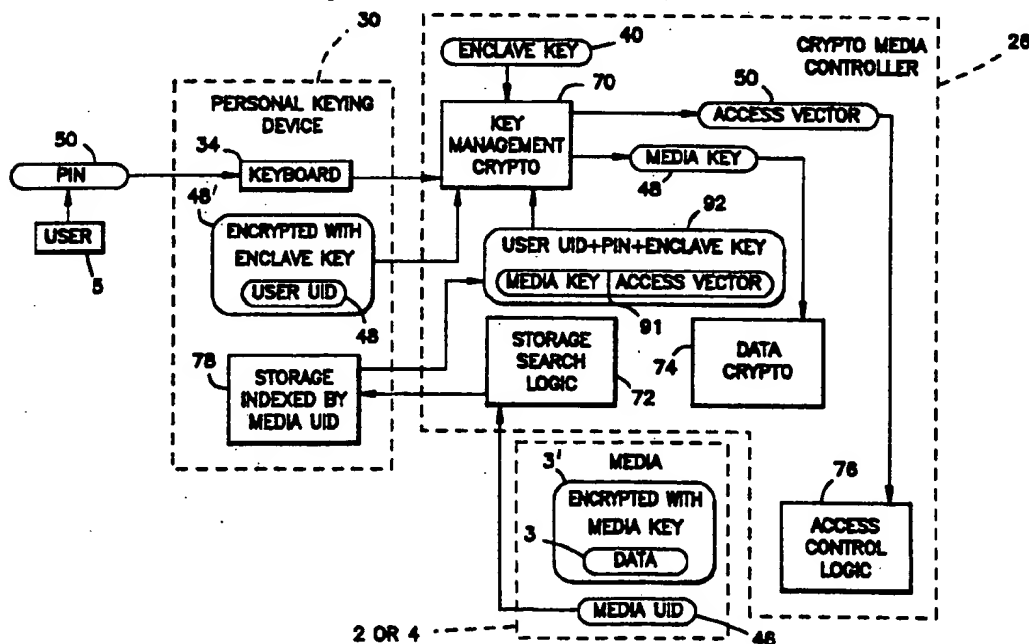 30
ENCLAVE KEY
40
CRYPTO MEDIA
CONTROLLER
26
70
PERSONAL KEYING
DEVICE
50
ACCESS VECTOR
KEY
MANAGEMENT
CRYPTO
50
PIN
34
KEYBOARD
MEDIA KEY
48
USER
5
48'
ENCRYPTED WITH
ENCLAVE KEY
USER UID
48
92
USER UID+PIN+ENCLAVE KEY
MEDIA KEY
ACCESS VECTOR
91
78
STORAGE
INDEXED BY
MEDIA UID
STORAGE
SEARCH
LOGIC
72
74
DATA
CRYPTO
MEDIA
3'
ENCRYPTED WITH
MEDIA KEY
3
DATA
76
ACCESS
CONTROL
LOGIC
MEDIA UID
46
2 OR 4